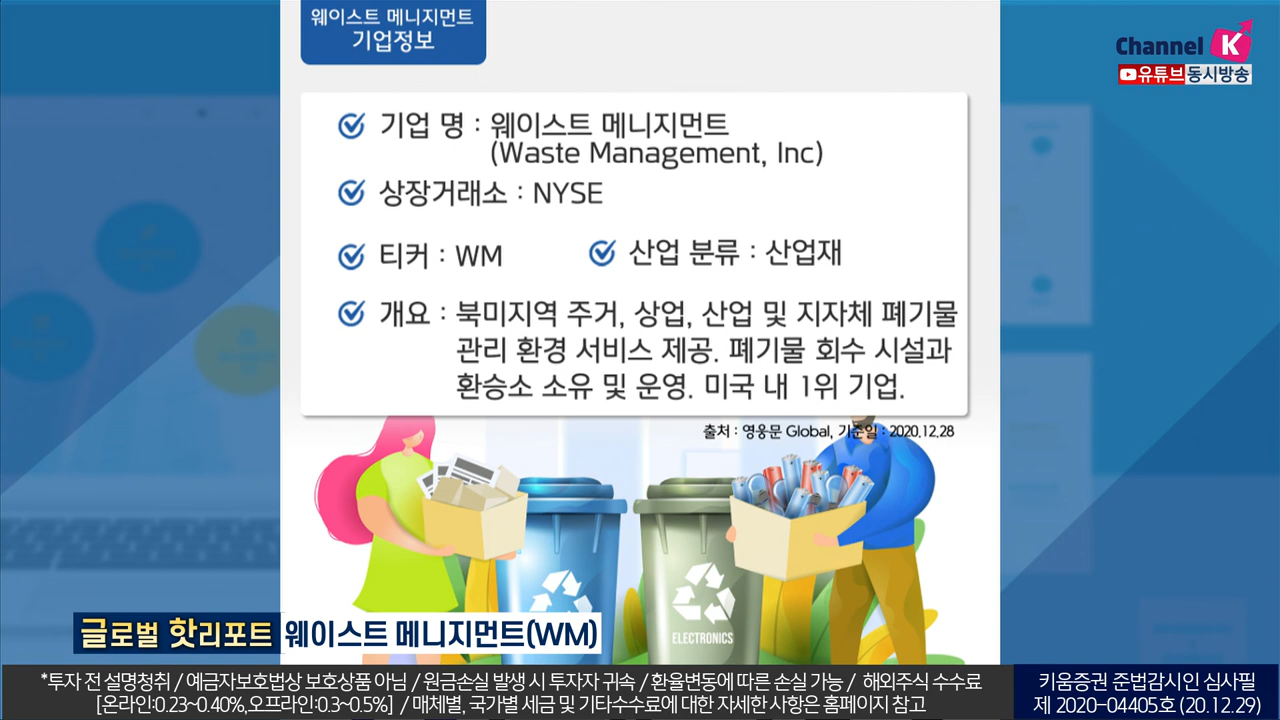 웨이스트 메니지먼트
기업정보
Channel K
유튜브동시방송
기업 명 : 웨이스트 메니지먼트
(Waste Management, Inc)
상장거래소 : NYSE
티커 : WM
산업 분류 : 산업재
개요 : 북미지역 주거, 상업, 산업 및 지자체 폐기물
관리 환경 서비스 제공. 폐기물 회수 시설과
환승소 소유 및 운영. 미국 내 1위 기업.
출처 : 영웅문 Global, 기준일 : 2020.12.28
ELECTRONICS
글로벌 핫리포트 웨이스트 메니지먼트(WM)
*투자 전 설명청취 / 예금자보호법상 보호상품 아님 / 원금손실 발생 시 투자자 귀속 / 환율변동에 따른 손실 가능 / 해외주식 수수료
[온라인:0.23~0.40%,오프라인:0.3~0.5%] / 매체별, 국가별 세금 및 기타수수료에 대한 자세한 사항은 홈페이지 참고
키움증권 준법감시인 심사필
제 2020-04405호 (20.12.29)